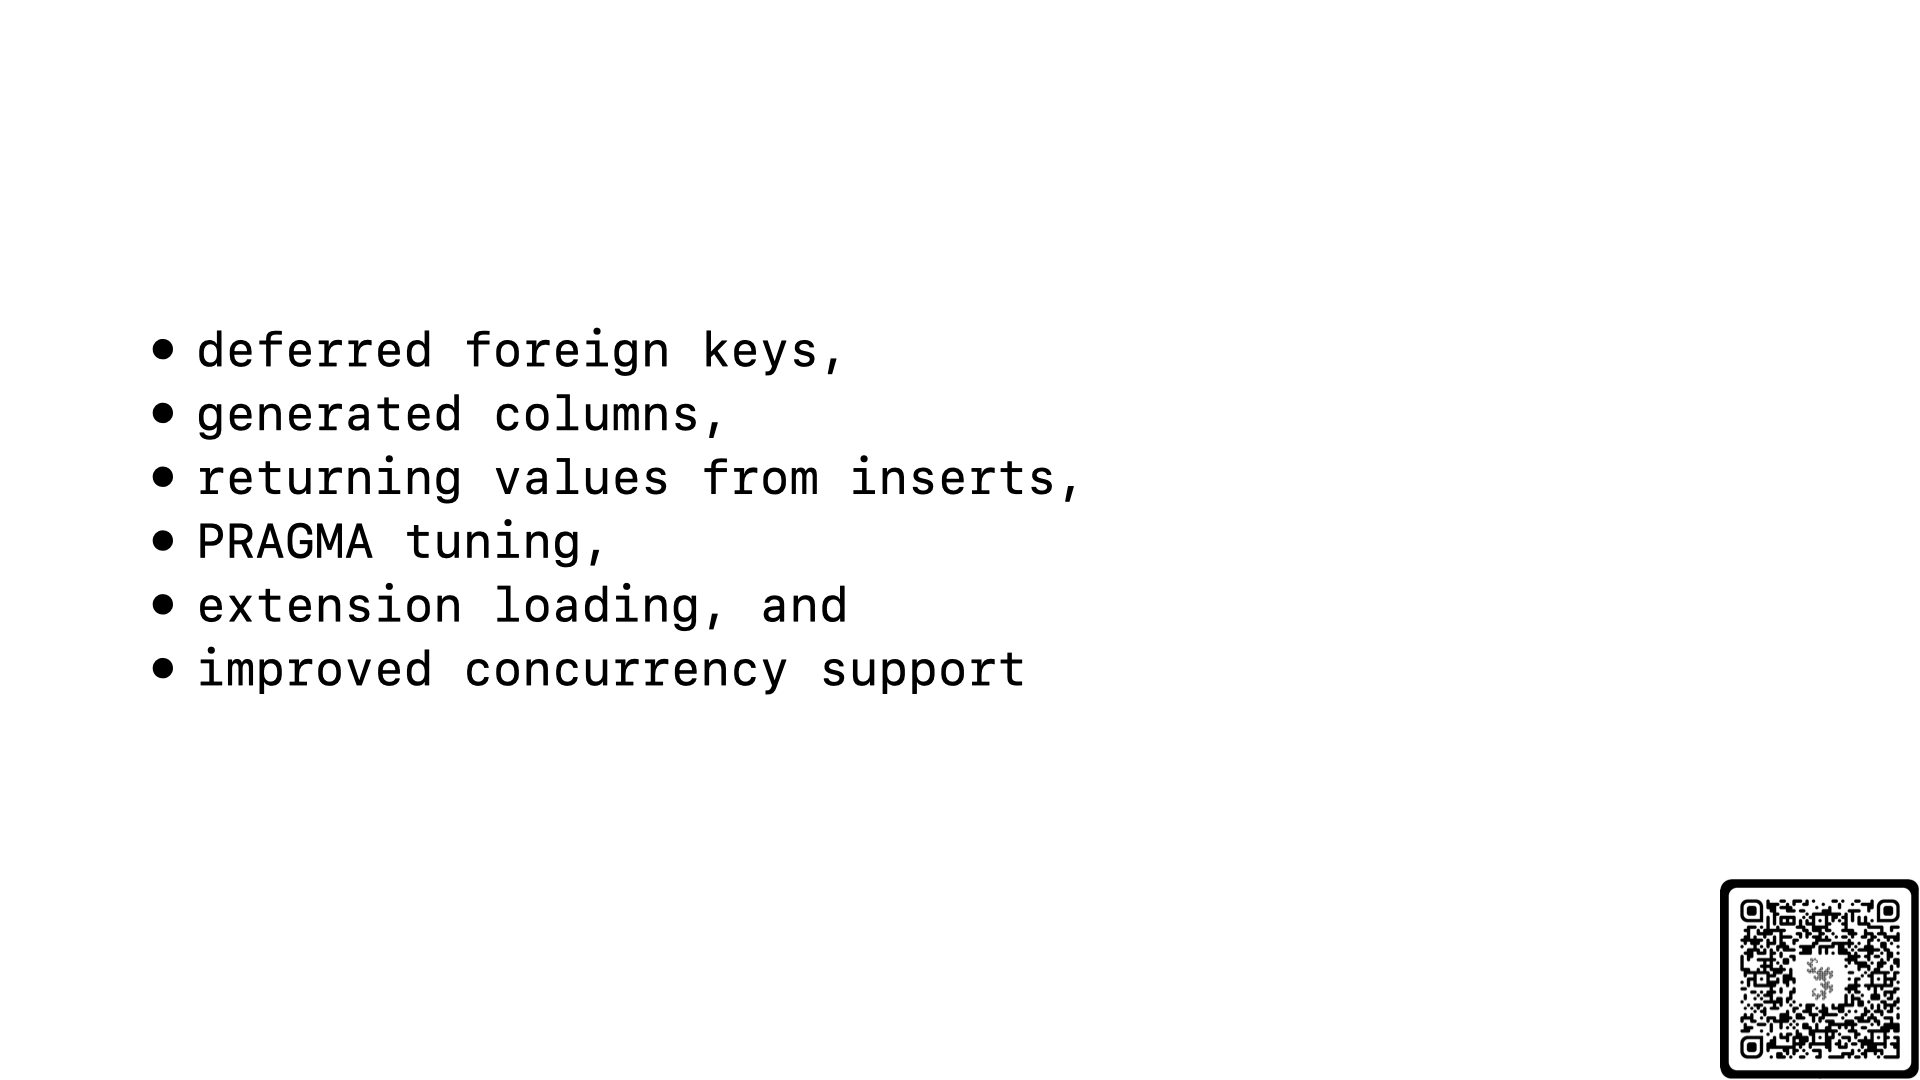 • deferred foreign keys,
• generated columns,
• returning values from inserts,
• PRAGMA tuning,
• extension loading, and
• improved concurrency support